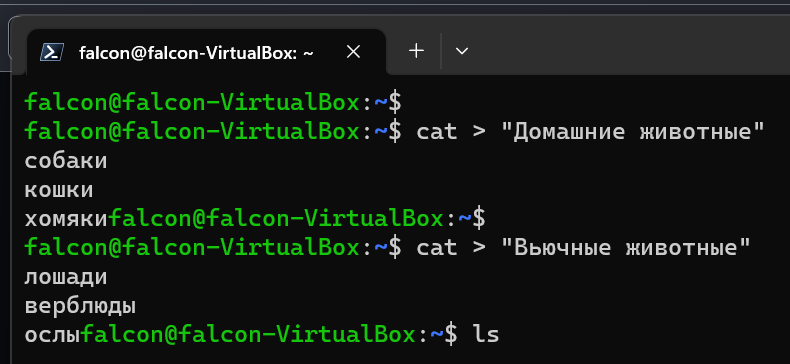 falcon@falcon-VirtualBox: ~
falcon@falcon-VirtualBox:~$
falcon@falcon-VirtualBox:~$ cat > "Домашние животные"
собаки
кошки
хомякиfalcon@falcon-VirtualBox:~$
falcon@falcon-VirtualBox:~$ cat > "Вьючные животные"
лошади
верблюды
ослыfalcon@falcon-VirtualBox:~$ ls